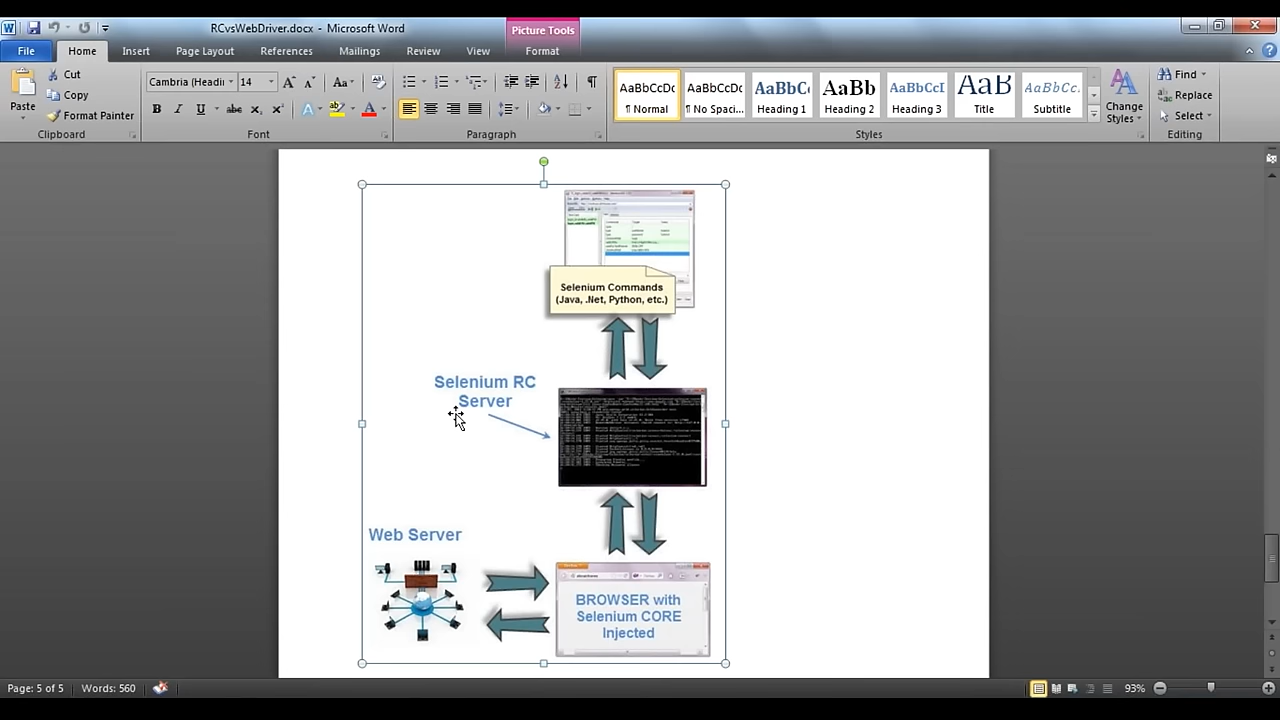 RCvsWebDriver.docx - Microsoft Word
Picture Tools
File Home Insert Page Layout References Mailings Review View Format
Paste
Cut
Copy
Format Painter
Clipboard
Cambria (Headi
14
Font
Paragraph
AaBbCcDc AaBbCcDc AaBbC AaBbC AaBbCcI AaB AaBbCc.
¶ Normal ¶ No Spaci... Heading 1 Heading 2 Heading 3 Title Subtitle
Change
Styles
Styles
Find
Replace
Select
Editing
Selenium Commands
(Java, .Net, Python, etc.)
Selenium RC
Server
Web Server
BROWSER with
Selenium CORE
Injected
Page: 5 of 5 Words: 560 93%